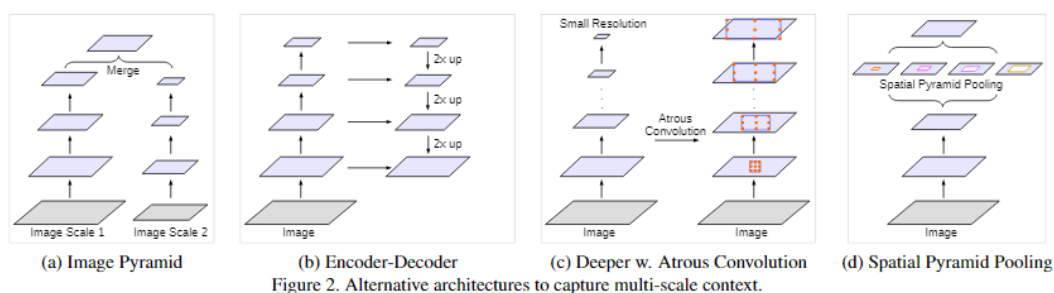 Merge
Image Scale 1
Image Scale 2
(a) Image Pyramid
2x up
2x up
2x up
Image
(b) Encoder-Decoder
Small Resolution
Atrous
Convolution
Image
Image
(c) Deeper w. Atrous Convolution
Spatial Pyramid Pooling
Image
(d) Spatial Pyramid Pooling
Figure 2. Alternative architectures to capture multi-scale context.